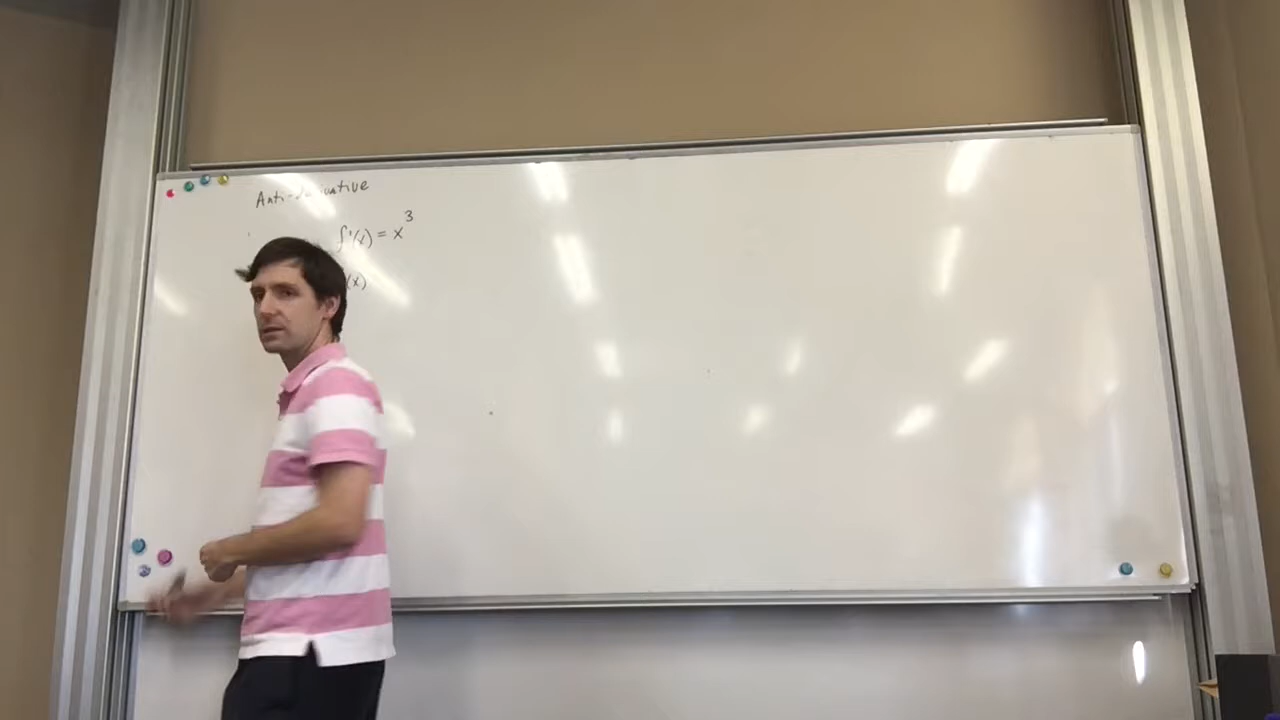 Anti-derivative
f'(x) = x³
(x)